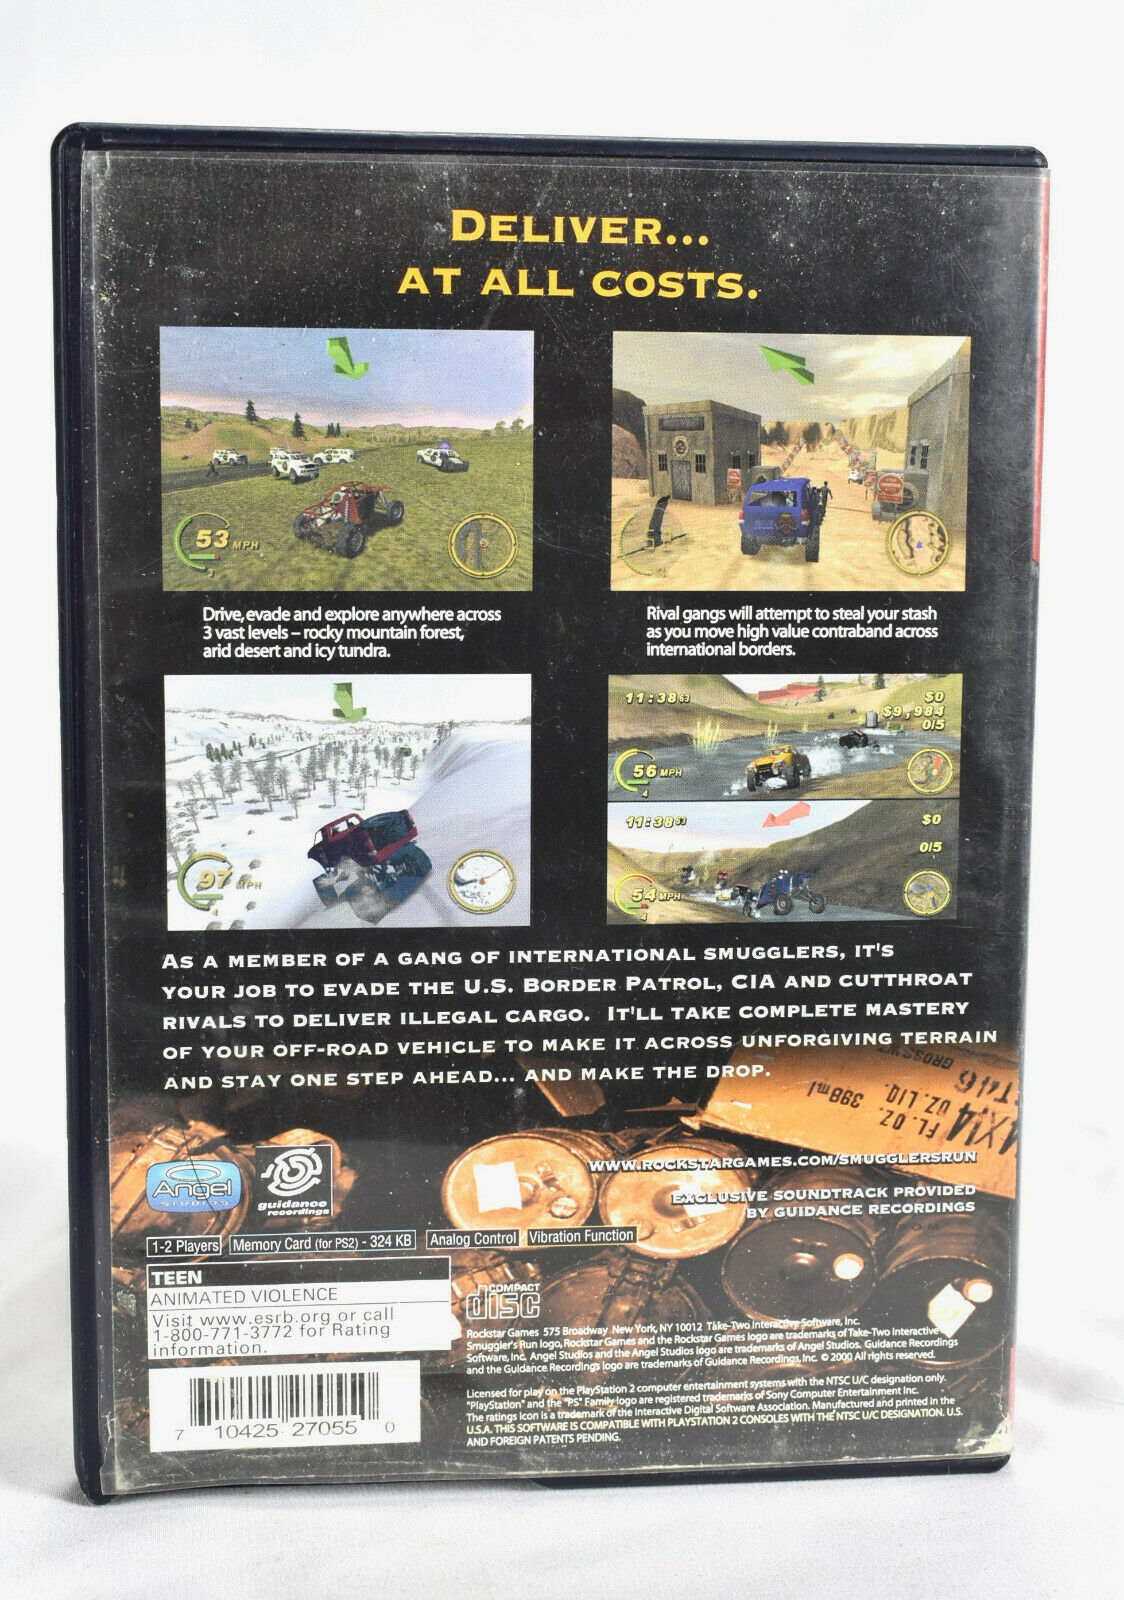 DELIVER...
AT ALL COSTS.
53 MPH
Drive, evade and explore anywhere across
3 vast levels – rocky mountain forest,
arid desert and icy tundra.
Rival gangs will attempt to steal your stash
as you move high value contraband across
international borders.
97 MPH
11:38 63
$0
$9,984
0/5
56 MPH
4
11:38 63
$0
0/5
54 MPH
4
AS A MEMBER OF A GANG OF INTERNATIONAL SMUGGLERS, IT'S
YOUR JOB TO EVADE THE U.S. BORDER PATROL, CIA AND CUTTHROAT
RIVALS TO DELIVER ILLEGAL CARGO. IT'LL TAKE COMPLETE MASTERY
OF YOUR OFF-ROAD VEHICLE TO MAKE IT ACROSS UNFORGIVING TERRAIN
AND STAY ONE STEP AHEAD... AND MAKE THE DROP.
GROSS WT
FL. OZ. 398 ml
OZ. LIQ.
WWW.ROCKSTARGAMES.COM/SMUGGLERSRUN
EXCLUSIVE SOUNDTRACK PROVIDED
BY GUIDANCE RECORDINGS
Angel
STUDIOS
guidance
recordings
1-2 Players
Memory Card (for PS2) - 324 KB
Analog Control
Vibration Function
TEEN
ANIMATED VIOLENCE
Visit www.esrb.org or call
1-800-771-3772 for Rating
information.
COMPACT
disc
Rockstar Games 575 Broadway New York, NY 10012 Take-Two Interactive Software, Inc.
Smuggler's Run logo, Rockstar Games and the Rockstar Games logo are trademarks of Take-Two Interactive
Software, Inc. Angel Studios and the Angel Studios logo are trademarks of Angel Studios. Guidance Recordings
and the Guidance Recordings logo are trademarks of Guidance Recordings, Inc. © 2000 All rights reserved.
Licensed for play on the PlayStation 2 computer entertainment systems with the NTSC U/C designation only.
"PlayStation" and the "PS" Family logo are registered trademarks of Sony Computer Entertainment Inc.
The ratings icon is a trademark of the Interactive Digital Software Association. Manufactured and printed in the
U.S.A. THIS SOFTWARE IS COMPATIBLE WITH PLAYSTATION 2 CONSOLES WITH THE NTSC U/C DESIGNATION. U.S.
AND FOREIGN PATENTS PENDING.
7 10425 27055 0